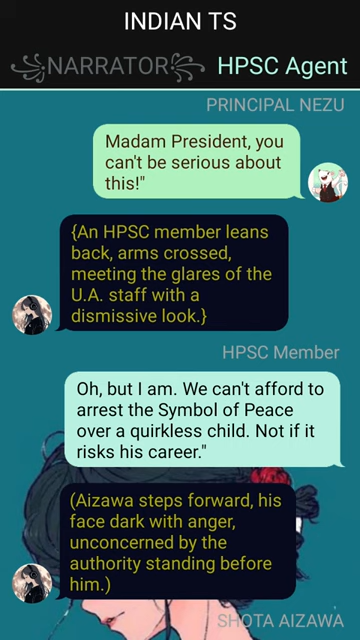 INDIAN TS
NARRATOR HPSC Agent
PRINCIPAL NEZU
Madam President, you
can't be serious about
this!"
{An HPSC member leans
back, arms crossed,
meeting the glares of the
U.A. staff with a
dismissive look.}
HPSC Member
Oh, but I am. We can't afford to
arrest the Symbol of Peace
over a quirkless child. Not if it
risks his career."
(Aizawa steps forward, his
face dark with anger,
unconcerned by the
authority standing before
him.)
SHOTA AIZAWA